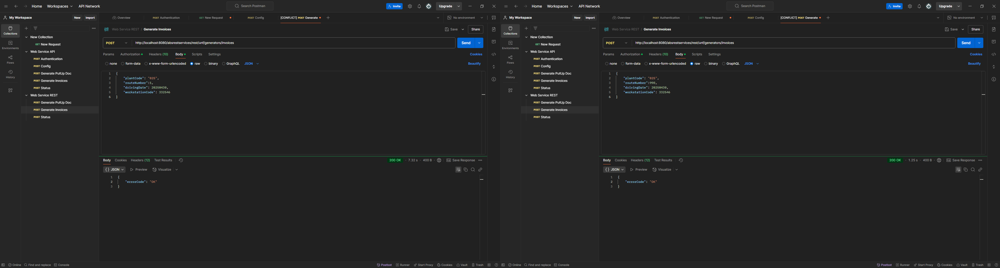 Home Workspaces API Network Search Postman Invite Upgrade
My Workspace New Import Overview POST Authentication GET New Request POST Config [CONFLICT] POST Generate No environment
Collections
Environments
Flows
History
New Collection
GET New Request
Web Service API
POST Authentication
POST Config
POST Generate PutUp Doc
POST Generate Invoices
POST Status
Web Service REST
POST Generate PutUp Doc
POST Generate Invoices
POST Status
Web Service REST / Generate Invoices Save Share
POST http://localhost:8080/absrestservices/rest/unf/generators/invoices Send
Params Authorization Headers (10) Body Scripts Settings Cookies
none form-data x-www-form-urlencoded raw binary GraphQL JSON Beautify
1 {
2 "plantCode": "025",
3 "routeNumber":1,
4 "drivingDate": 20250430,
5 "workstationCode": 332546
6 }
Body Cookies Headers (12) Test Results 200 OK 7.32 s 400 B Save Response
{} JSON Preview Visualize
1 {
2 "errorCode": "OK"
3 }
Online Find and replace Console Postbot Runner Start Proxy Cookies Vault Trash
Home Workspaces API Network Search Postman Invite Upgrade
My Workspace New Import Overview POST Authentication GET New Request POST Config [CONFLICT] POST Generate No environment
Collections
Environments
Flows
History
New Collection
GET New Request
Web Service API
POST Authentication
POST Config
POST Generate PutUp Doc
POST Generate Invoices
POST Status
Web Service REST
POST Generate PutUp Doc
POST Generate Invoices
POST Status
Web Service REST / Generate Invoices Save Share
POST http://localhost:8080/absrestservices/rest/unf/generators/invoices Send
Params Authorization Headers (10) Body Scripts Settings Cookies
none form-data x-www-form-urlencoded raw binary GraphQL JSON Beautify
1 {
2 "plantCode": "025",
3 "routeNumber":998,
4 "drivingDate": 20250430,
5 "workstationCode": 332546
6 }
Body Cookies Headers (12) Test Results 200 OK 1.25 s 400 B Save Response
{} JSON Preview Visualize
1 {
2 "errorCode": "OK"
3 }
Online Find and replace Console Postbot Runner Start Proxy Cookies Vault Trash